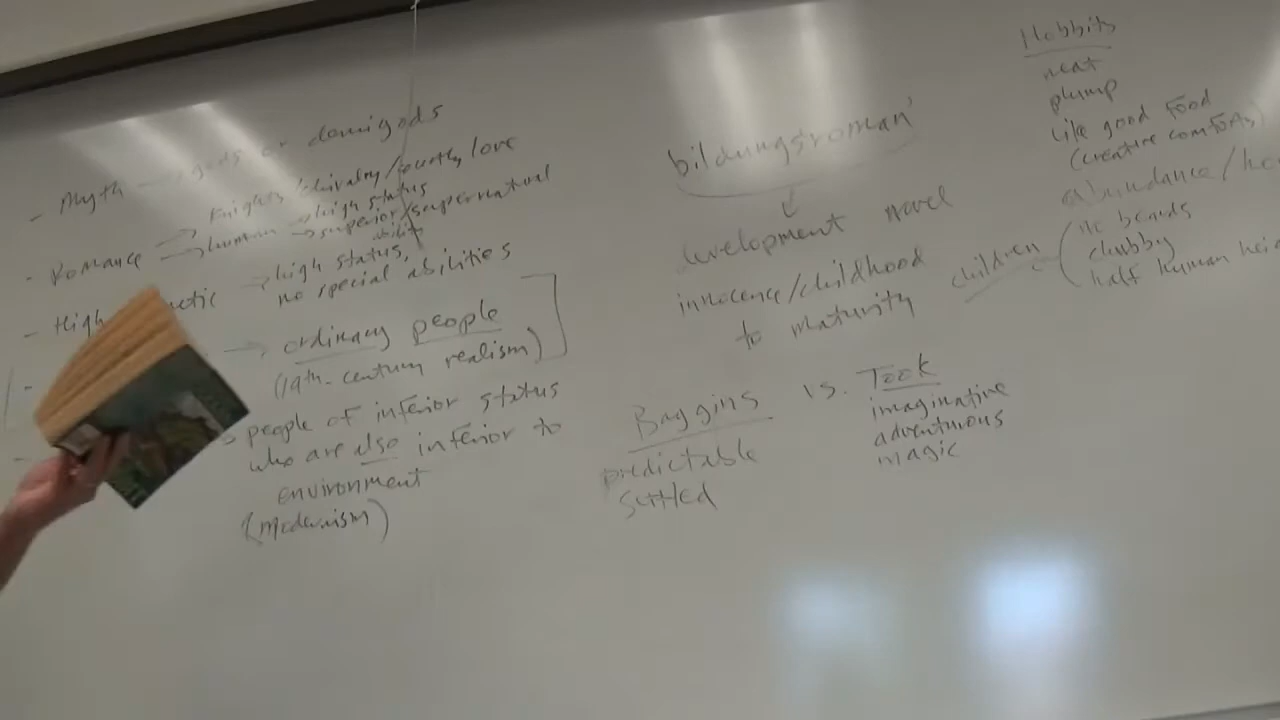 - Myth → gods or demigods
- Romance → Knights/chivalry/courtly love
→ human → high status
→ superior/supernatural
ability
- High
metic → high status,
no special abilities
→ ordinary people
(19th-century realism)
people of inferior status
who are also inferior to
environment
(modernism)
bildungsroman
development novel
innocence/childhood
to maturity
Baggins
predictable
settled
vs. Took
imaginative
adventurous
magic
Hobbits
neat
plump
like good food
(creature comforts)
abundance/
children
no beards
chubby
half human